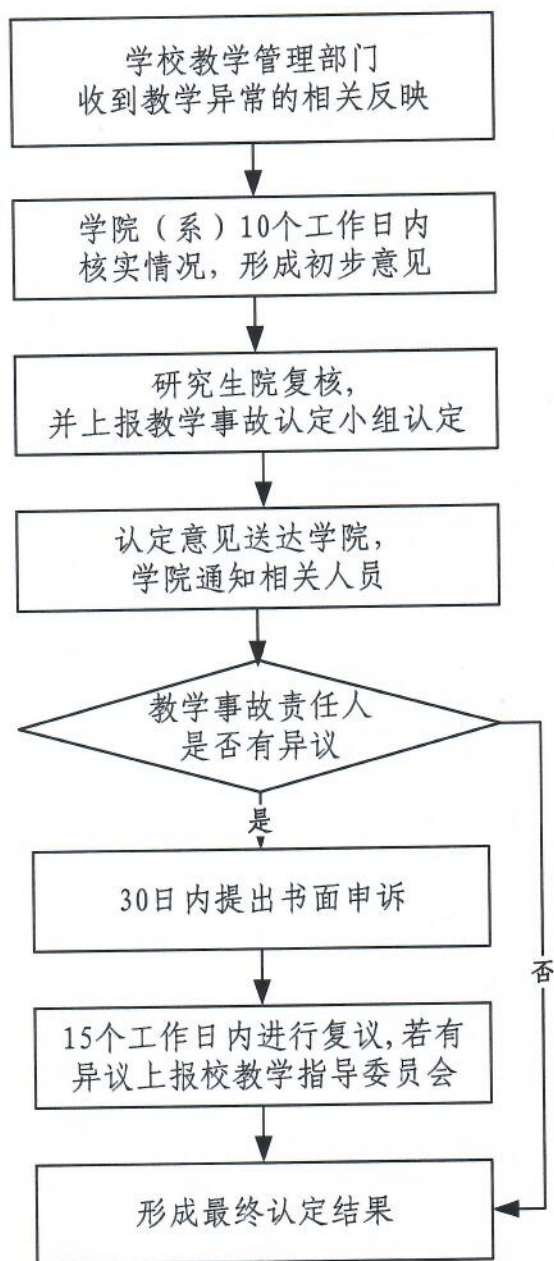 学校教学管理部门
收到教学异常的相关反映
学院（系）10个工作日内
核实情况，形成初步意见
研究生院复核，
并上报教学事故认定小组认定
认定意见送达学院，
学院通知相关人员
教学事故责任人
是否有异议
是
30日内提出书面申诉
否
15个工作日内进行复议,若有
异议上报校教学指导委员会
形成最终认定结果